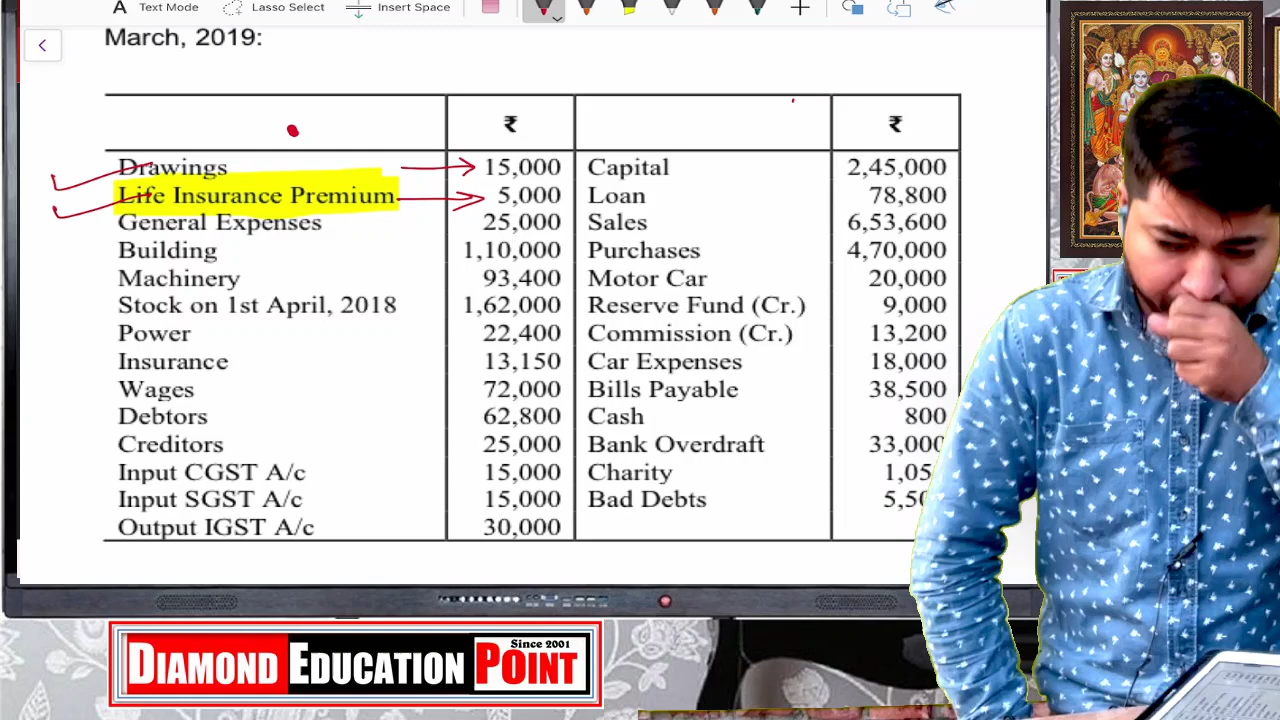 Text Mode Lasso Select Insert Space
March, 2019:
₹ ₹
Drawings 15,000 Capital 2,45,000
Life Insurance Premium 5,000 Loan 78,800
General Expenses 25,000 Sales 6,53,600
Building 1,10,000 Purchases 4,70,000
Machinery 93,400 Motor Car 20,000
Stock on 1st April, 2018 1,62,000 Reserve Fund (Cr.) 9,000
Power 22,400 Commission (Cr.) 13,200
Insurance 13,150 Car Expenses 18,000
Wages 72,000 Bills Payable 38,500
Debtors 62,800 Cash 800
Creditors 25,000 Bank Overdraft 33,000
Input CGST A/c 15,000 Charity 1,05
Input SGST A/c 15,000 Bad Debts 5,5
Output IGST A/c 30,000
Since 2001
DIAMOND EDUCATION POINT